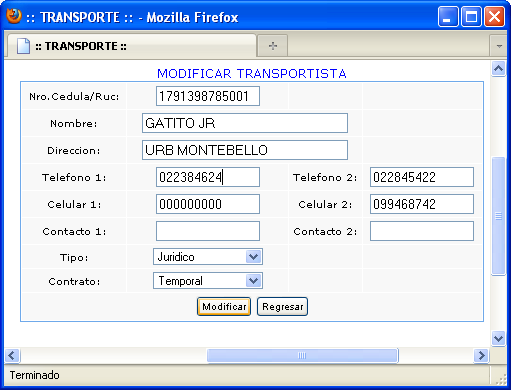 :: TRANSPORTE :: - Mozilla Firefox
:: TRANSPORTE ::
MODIFICAR TRANSPORTISTA
Nro.Cedula/Ruc: 1791398785001
Nombre: GATITO JR
Direccion: URB MONTEBELLO
Telefono 1: 022384624 Telefono 2: 022845422
Celular 1: 000000000 Celular 2: 099468742
Contacto 1: Contacto 2:
Tipo: Juridico
Contrato: Temporal
Modificar Regresar
Terminado